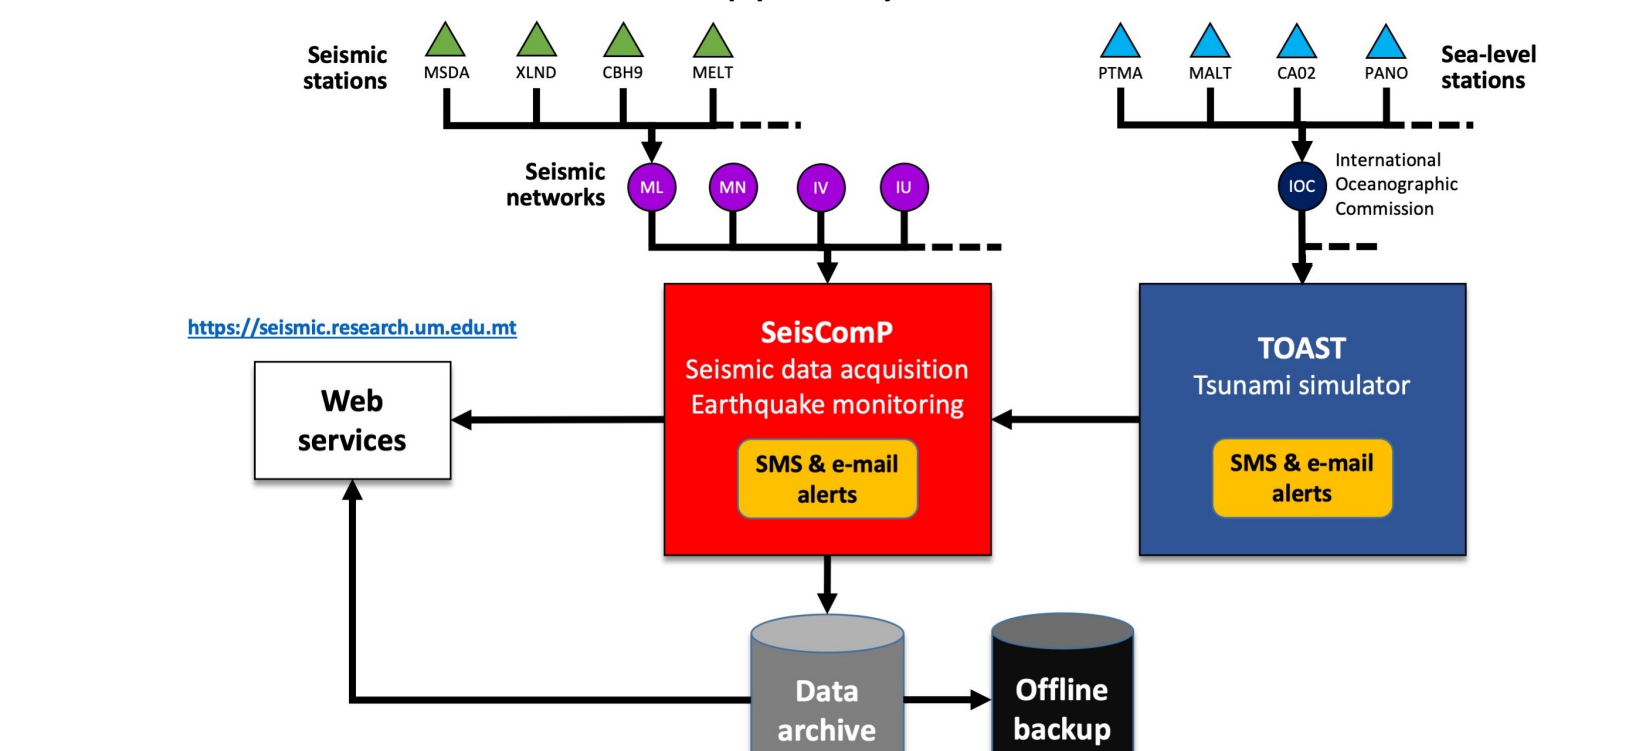 Seismic
stations
MSDA
XLND
CBH9
MELT
PTMA
MALT
CA02
PANO
Sea-level
stations
Seismic
networks
ML
MN
IV
IU
IOC
International
Oceanographic
Commission
https://seismic.research.um.edu.mt
Web
services
SeisComP
Seismic data acquisition
Earthquake monitoring
SMS & e-mail
alerts
TOAST
Tsunami simulator
SMS & e-mail
alerts
Data
archive
Offline
backup